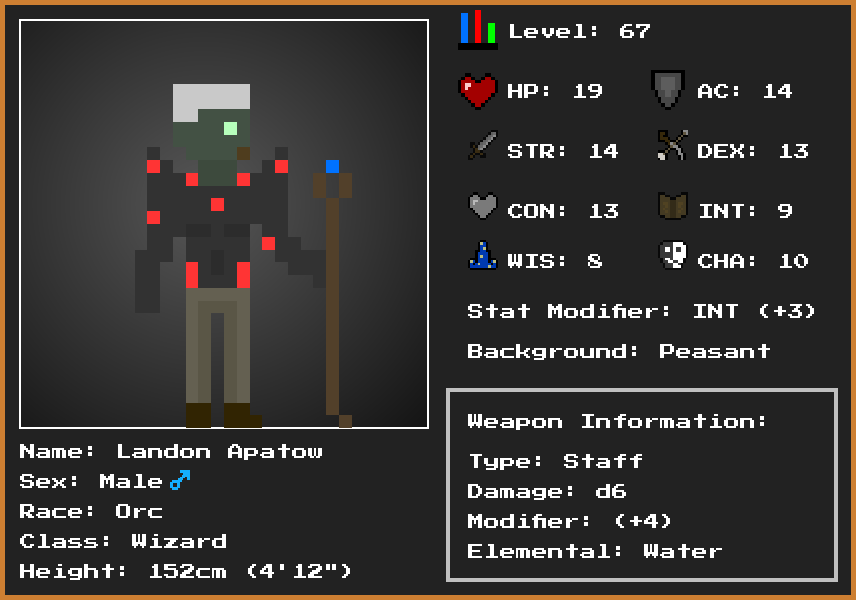 Level: 67
HP: 19
AC: 14
STR: 14
DEX: 13
CON: 13
INT: 9
WIS: 8
CHA: 10
Stat Modifier: INT (+3)
Background: Peasant
Weapon Information:
Type: Staff
Damage: d6
Modifier: (+4)
Elemental: Water
Name: Landon Apatow
Sex: Male♂
Race: Orc
Class: Wizard
Height: 152cm (4'12")